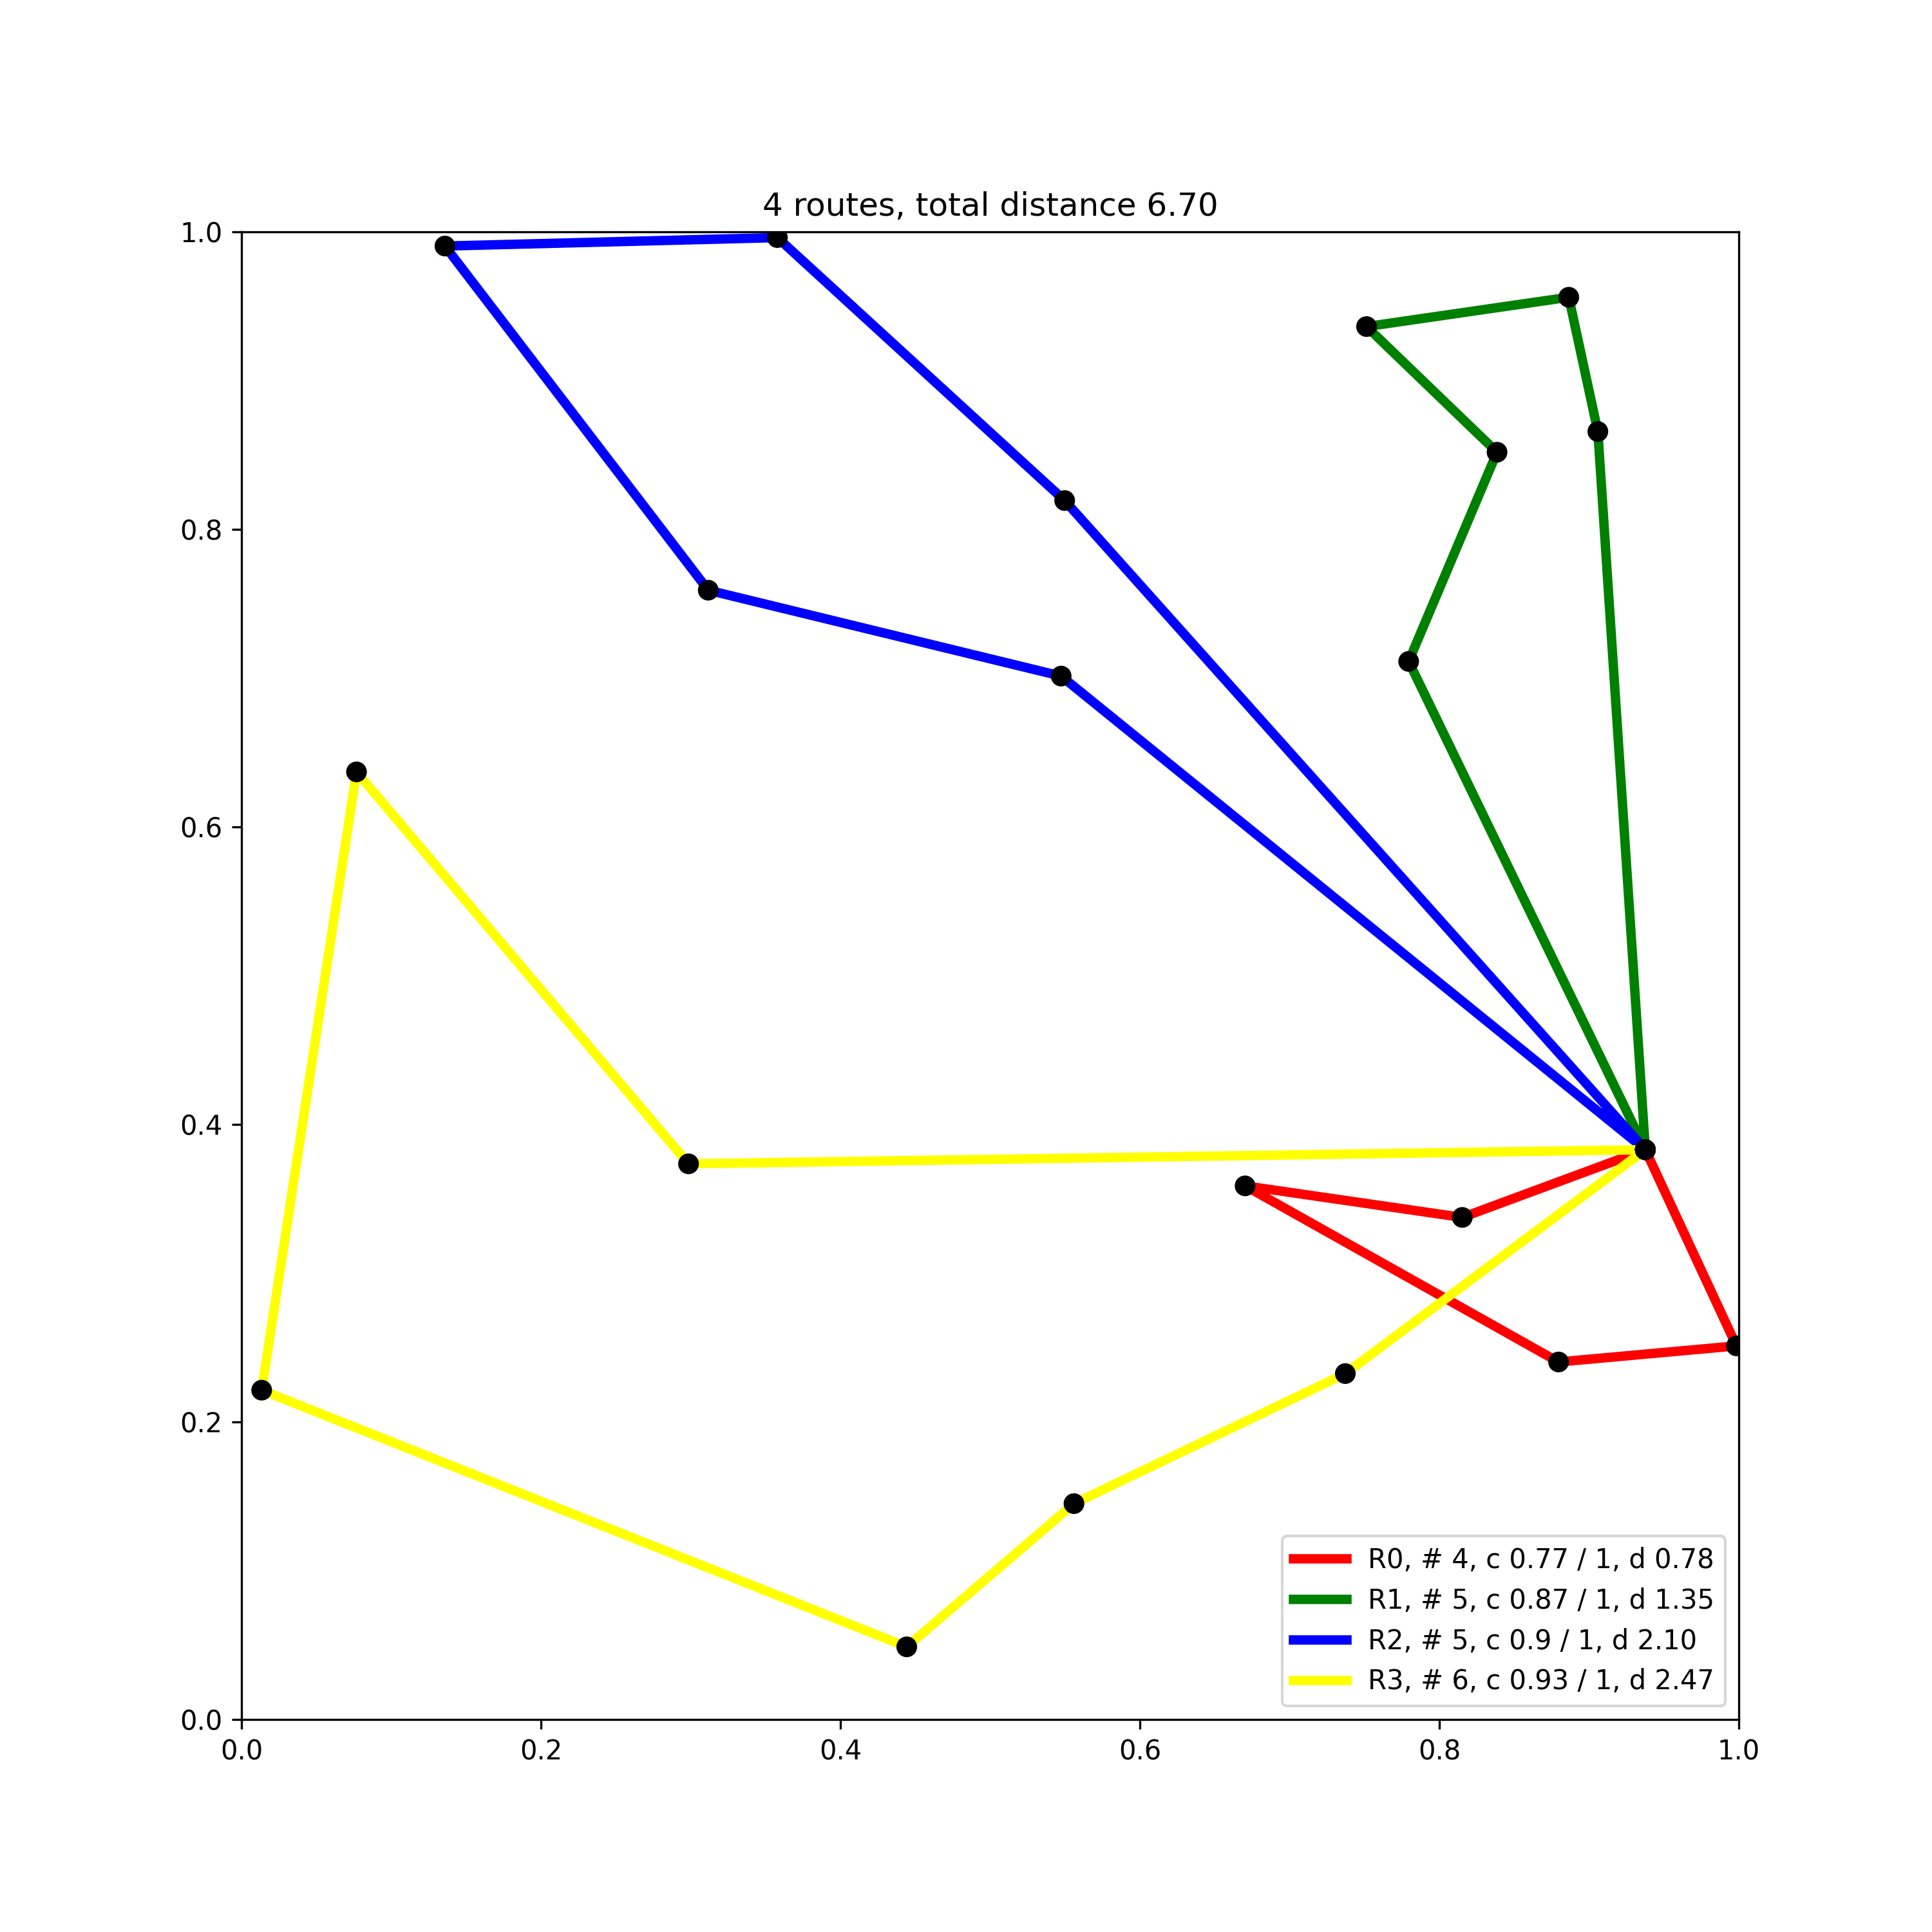 4 routes, total distance 6.70
1.0
0.8
0.6
0.4
0.2
0.0
0.0 0.2 0.4 0.6 0.8 1.0
R0, # 4, c 0.77 / 1, d 0.78
R1, # 5, c 0.87 / 1, d 1.35
R2, # 5, c 0.9 / 1, d 2.10
R3, # 6, c 0.93 / 1, d 2.47